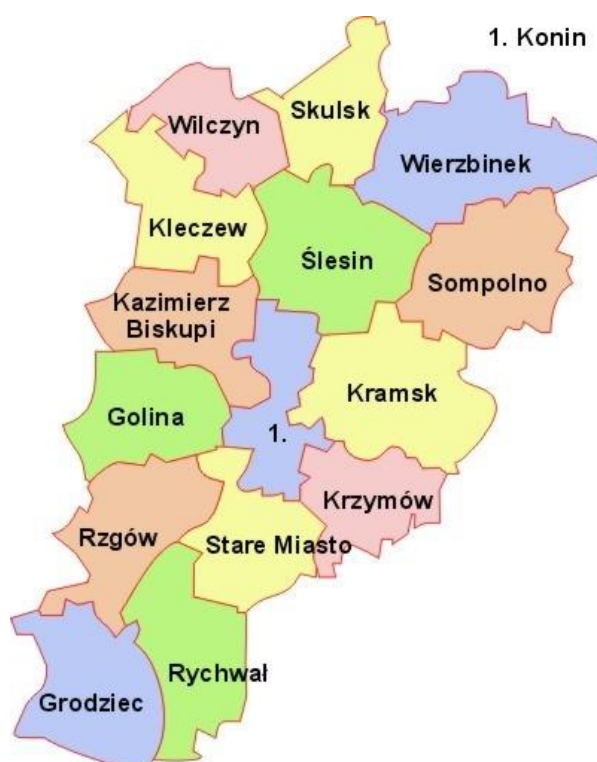 1. Konin
Skulsk
Wilczyn
Wierzbinek
Kleczew
Ślesin
Sompolno
Kazimierz
Biskupi
Kramsk
Golina
1.
Krzymów
Rzgów
Stare Miasto
Rychwał
Grodziec